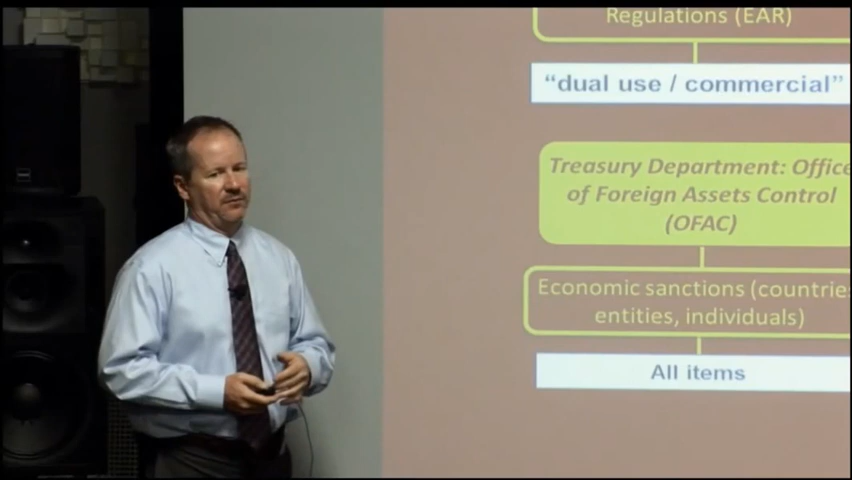 Regulations (EAR)
“dual use / commercial”
Treasury Department: Office
of Foreign Assets Control
(OFAC)
Economic sanctions (countries
entities, individuals)
All items